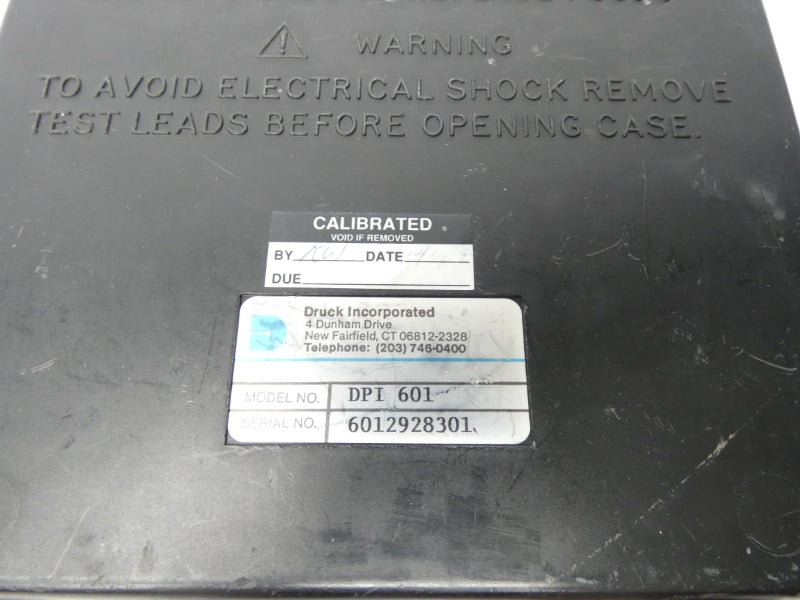 WARNING
TO AVOID ELECTRICAL SHOCK REMOVE
TEST LEADS BEFORE OPENING CASE.
CALIBRATED
VOID IF REMOVED
BY KW DATE
DUE
Druck Incorporated
4 Dunham Drive
New Fairfield, CT 06812-2328
Telephone: (203) 746-0400
MODEL NO. DPI 601
SERIAL NO. 6012928301